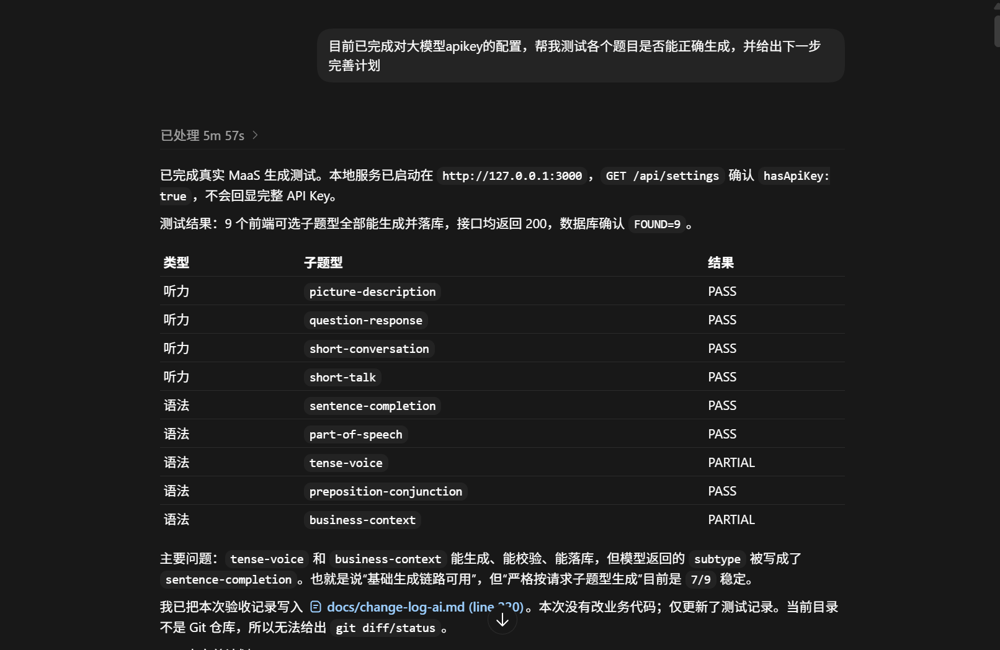 目前已完成对大模型apikey的配置，帮我测试各个题目是否能正确生成，并给出下一步
完善计划
已处理 5m 57s
已完成真实 MaaS 生成测试。本地服务已启动在 http://127.0.0.1:3000 ， GET /api/settings 确认 hasApiKey:
true ，不会回显完整 API Key。
测试结果：9 个前端可选子题型全部能生成并落库，接口均返回 200，数据库确认 FOUND=9 。
类型 子题型 结果
听力 picture-description PASS
听力 question-response PASS
听力 short-conversation PASS
听力 short-talk PASS
语法 sentence-completion PASS
语法 part-of-speech PASS
语法 tense-voice PARTIAL
语法 preposition-conjunction PASS
语法 business-context PARTIAL
主要问题： tense-voice 和 business-context 能生成、能校验、能落库，但模型返回的 subtype 被写成了
sentence-completion 。也就是说“基础生成链路可用”，但“严格按请求子题型生成”目前是 7/9 稳定。
我已把本次验收记录写入 docs/change-log-ai.md (line 20) 。本次没有改业务代码；仅更新了测试记录。当前目录
不是 Git 仓库，所以无法给出 git diff/status 。